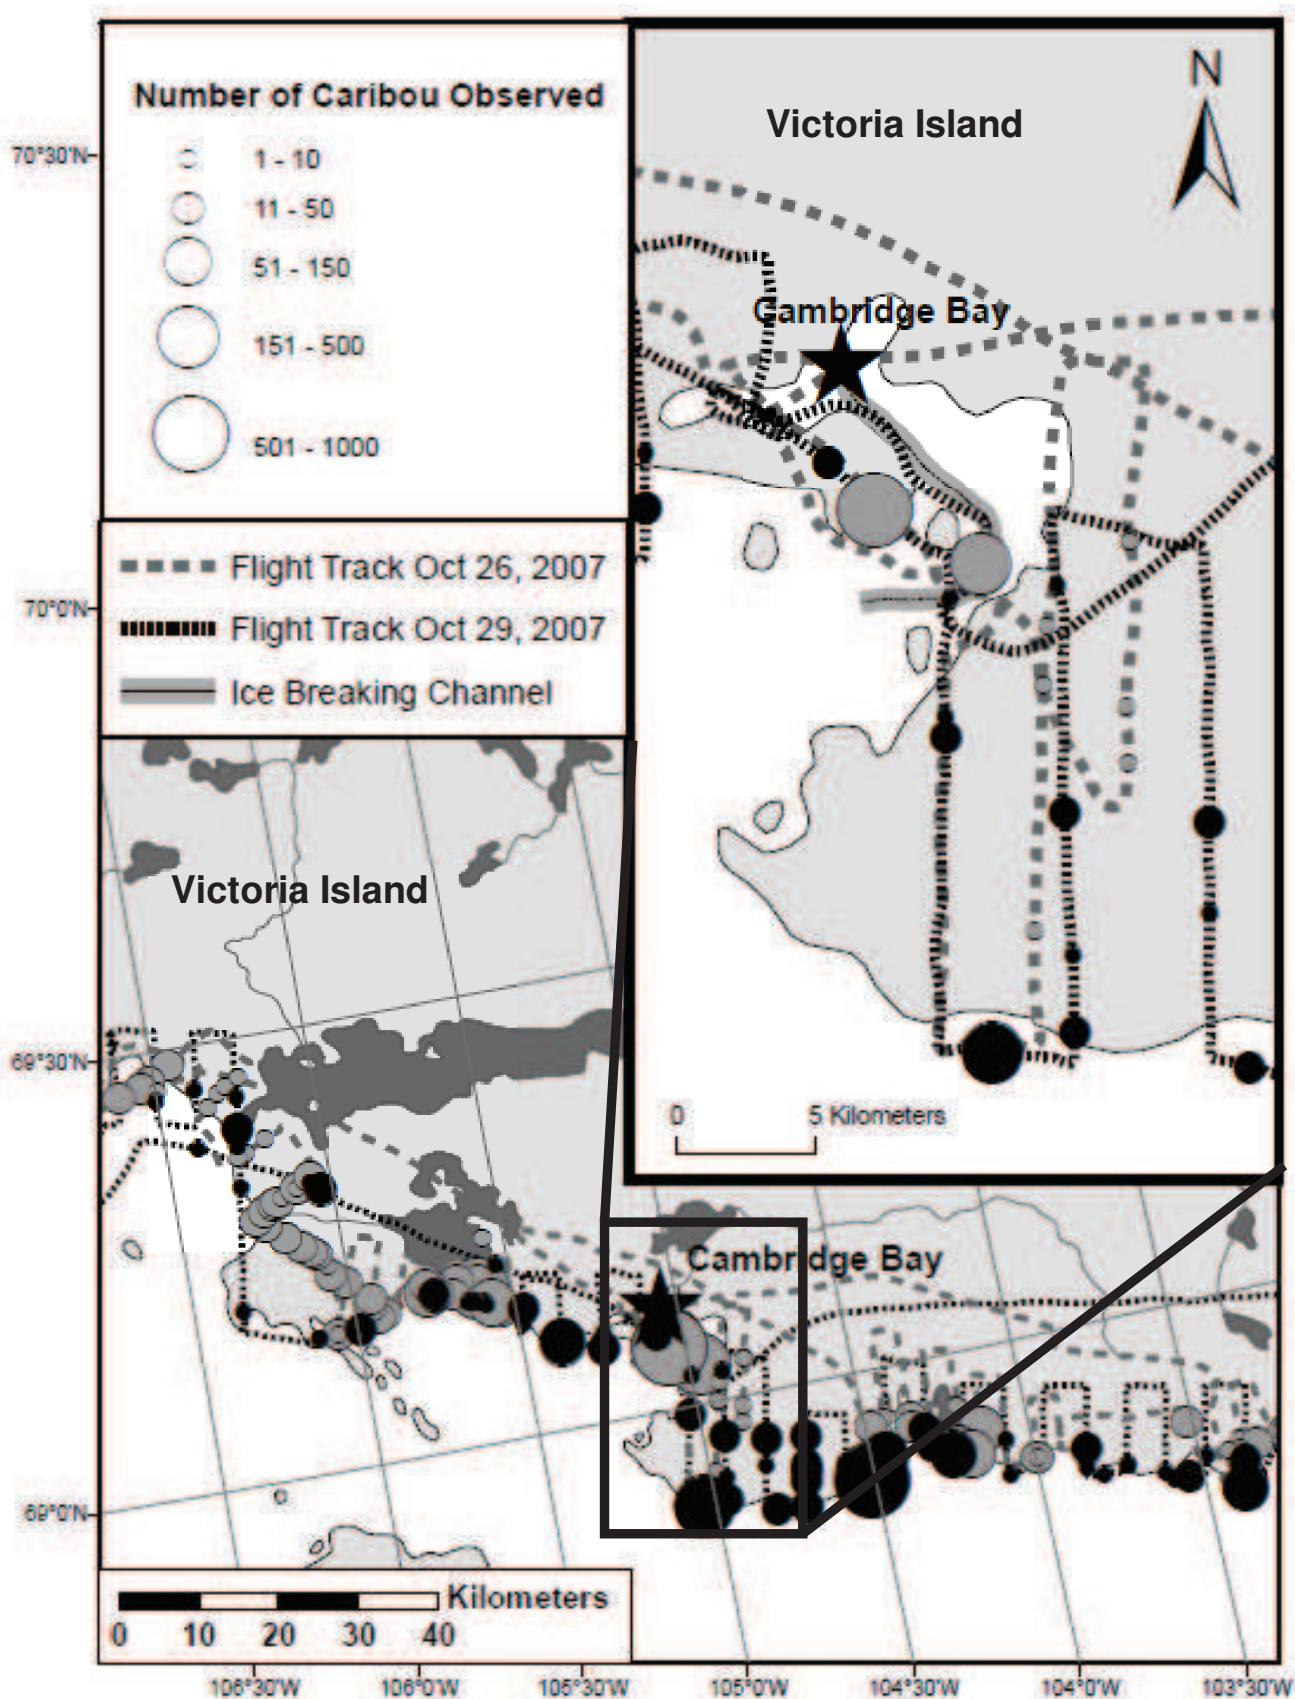 Number of Caribou Observed
1 - 10
11 - 50
51 - 150
151 - 500
501 - 1000
Flight Track Oct 26, 2007
Flight Track Oct 29, 2007
Ice Breaking Channel
N
Victoria Island
Cambridge Bay
0 5 Kilometers
Victoria Island
Cambridge Bay
Kilometers
0 10 20 30 40
70°30'N
70°0'N
69°30'N
69°0'N
106°30'W 106°0'W 105°30'W 105°0'W 104°30'W 104°0'W 103°30'W